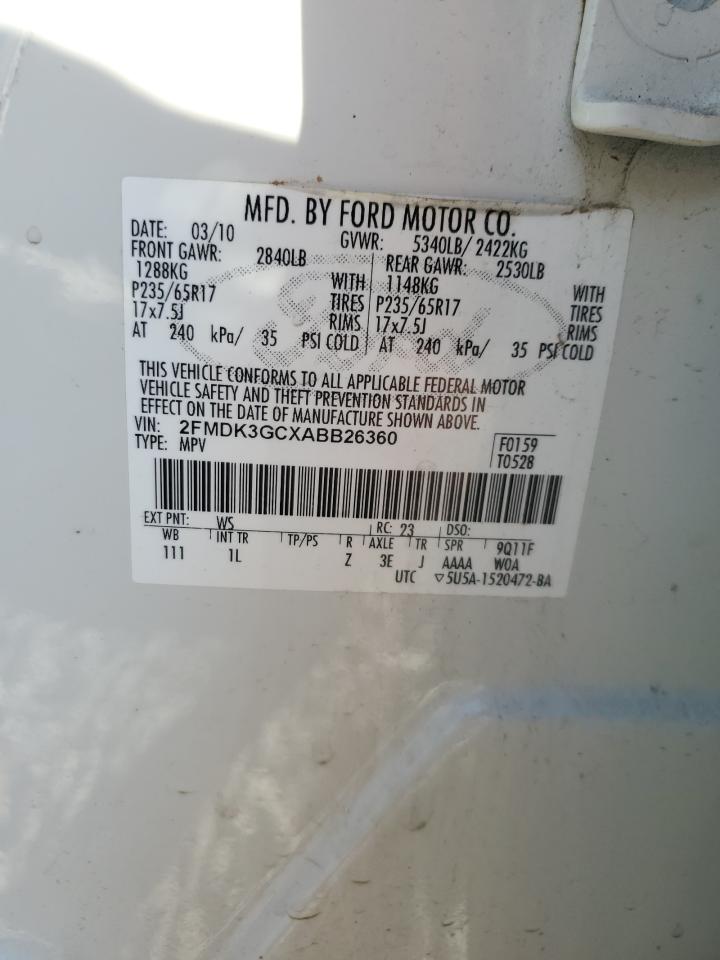 MFD. BY FORD MOTOR CO.
DATE: 03/10 GVWR: 5340LB/ 2422KG
FRONT GAWR: 2840LB REAR GAWR: 2530LB
1288KG WITH 1148KG WITH
P235/65R17 TIRES P235/65R17 TIRES
17x7.5J RIMS 17x7.5J RIMS
AT 240 kPa/ 35 PSI COLD AT 240 kPa/ 35 PSI COLD
THIS VEHICLE CONFORMS TO ALL APPLICABLE FEDERAL MOTOR
VEHICLE SAFETY AND THEFT PREVENTION STANDARDS IN
EFFECT ON THE DATE OF MANUFACTURE SHOWN ABOVE.
VIN: 2FMDK3GCXABB26360 F0159
TYPE: MPV T0528
EXT PNT: WS RC: 23 DSO:
WB INT TR TP/PS R AXLE TR SPR 9Q11F
111 1L Z 3E J AAAA W0A
UTC ▽5U5A-1520472-BA
Ford